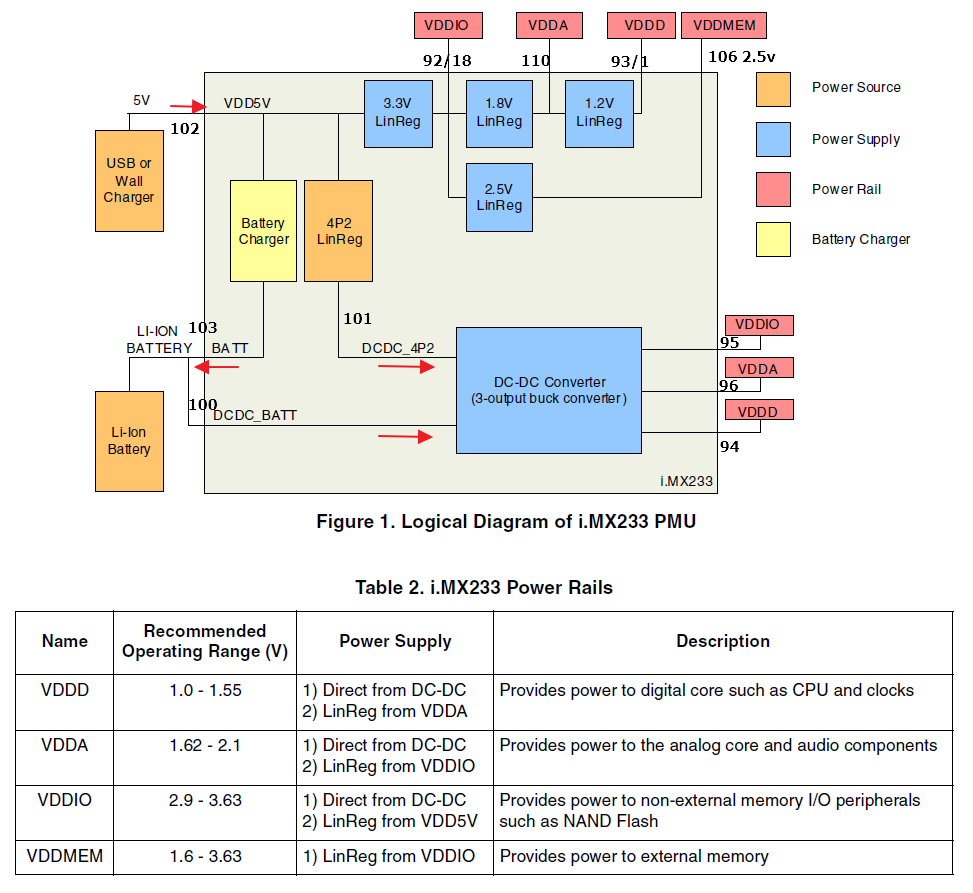 VDDIO
VDDA
VDDD
VDDMEM
92/18
110
93/1
106 2.5v
5V
VDD5V
102
3.3V
LinReg
1.8V
LinReg
1.2V
LinReg
Power Source
Power Supply
Power Rail
Battery Charger
USB or
Wall
Charger
2.5V
LinReg
Battery
Charger
4P2
LinReg
LI-ION
BATTERY
103
BATT
101
DCDC_4P2
100
DCDC_BATT
Li-Ion
Battery
DC-DC Converter
(3-output buck converter)
VDDIO
95
VDDA
96
VDDD
94
i.MX233
Figure 1. Logical Diagram of i.MX233 PMU
Table 2. i.MX233 Power Rails
Name
Recommended
Operating Range (V)
Power Supply
Description
VDDD
1.0 - 1.55
1) Direct from DC-DC
2) LinReg from VDDA
Provides power to digital core such as CPU and clocks
VDDA
1.62 - 2.1
1) Direct from DC-DC
2) LinReg from VDDIO
Provides power to the analog core and audio components
VDDIO
2.9 - 3.63
1) Direct from DC-DC
2) LinReg from VDD5V
Provides power to non-external memory I/O peripherals
such as NAND Flash
VDDMEM
1.6 - 3.63
1) LinReg from VDDIO
Provides power to external memory